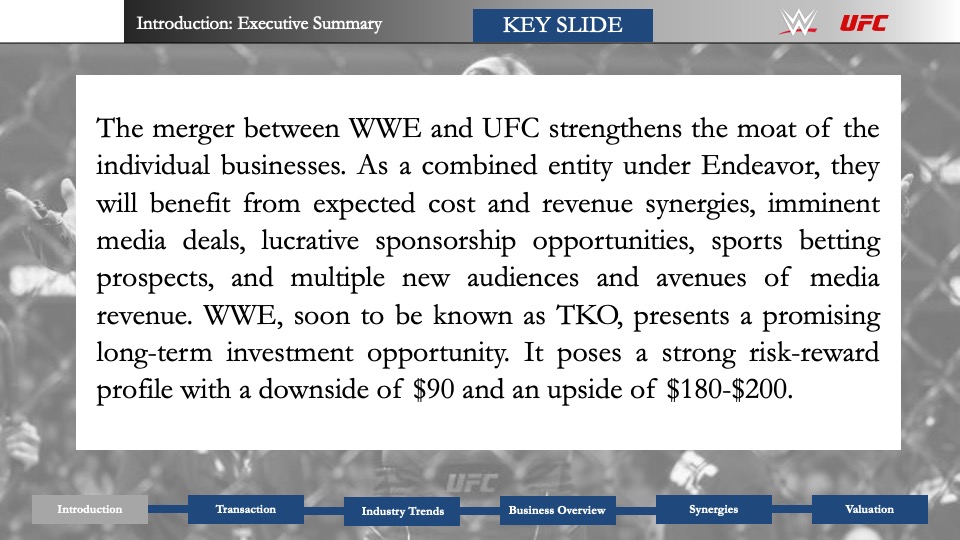 Introduction: Executive Summary
KEY SLIDE
W
UFC
The merger between WWE and UFC strengthens the moat of the
individual businesses. As a combined entity under Endeavor, they
will benefit from expected cost and revenue synergies, imminent
media deals, lucrative sponsorship opportunities, sports betting
prospects, and multiple new audiences and avenues of media
revenue. WWE, soon to be known as TKO, presents a promising
long-term investment opportunity. It poses a strong risk-reward
profile with a downside of $90 and an upside of $180-$200.
UFC
Introduction
Transaction
Industry Trends
Business Overview
Synergies
Valuation